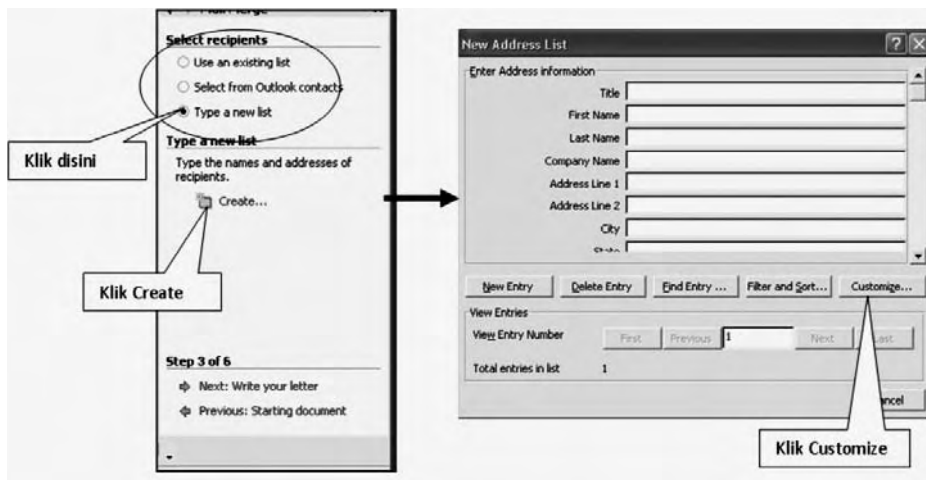 Mail Merge
Select recipients
Use an existing list
Select from Outlook contacts
Type a new list
Type a new list
Type the names and addresses of
recipients.
Create...
Step 3 of 6
Next: Write your letter
Previous: Starting document
Klik disini
Klik Create
New Address List
Enter Address information
Title
First Name
Last Name
Company Name
Address Line 1
Address Line 2
City
State
New Entry
Delete Entry
Find Entry ...
Filter and Sort...
Customize...
View Entries
View Entry Number
First
Previous
1
Next
Last
Total entries in list 1
Klik Customize